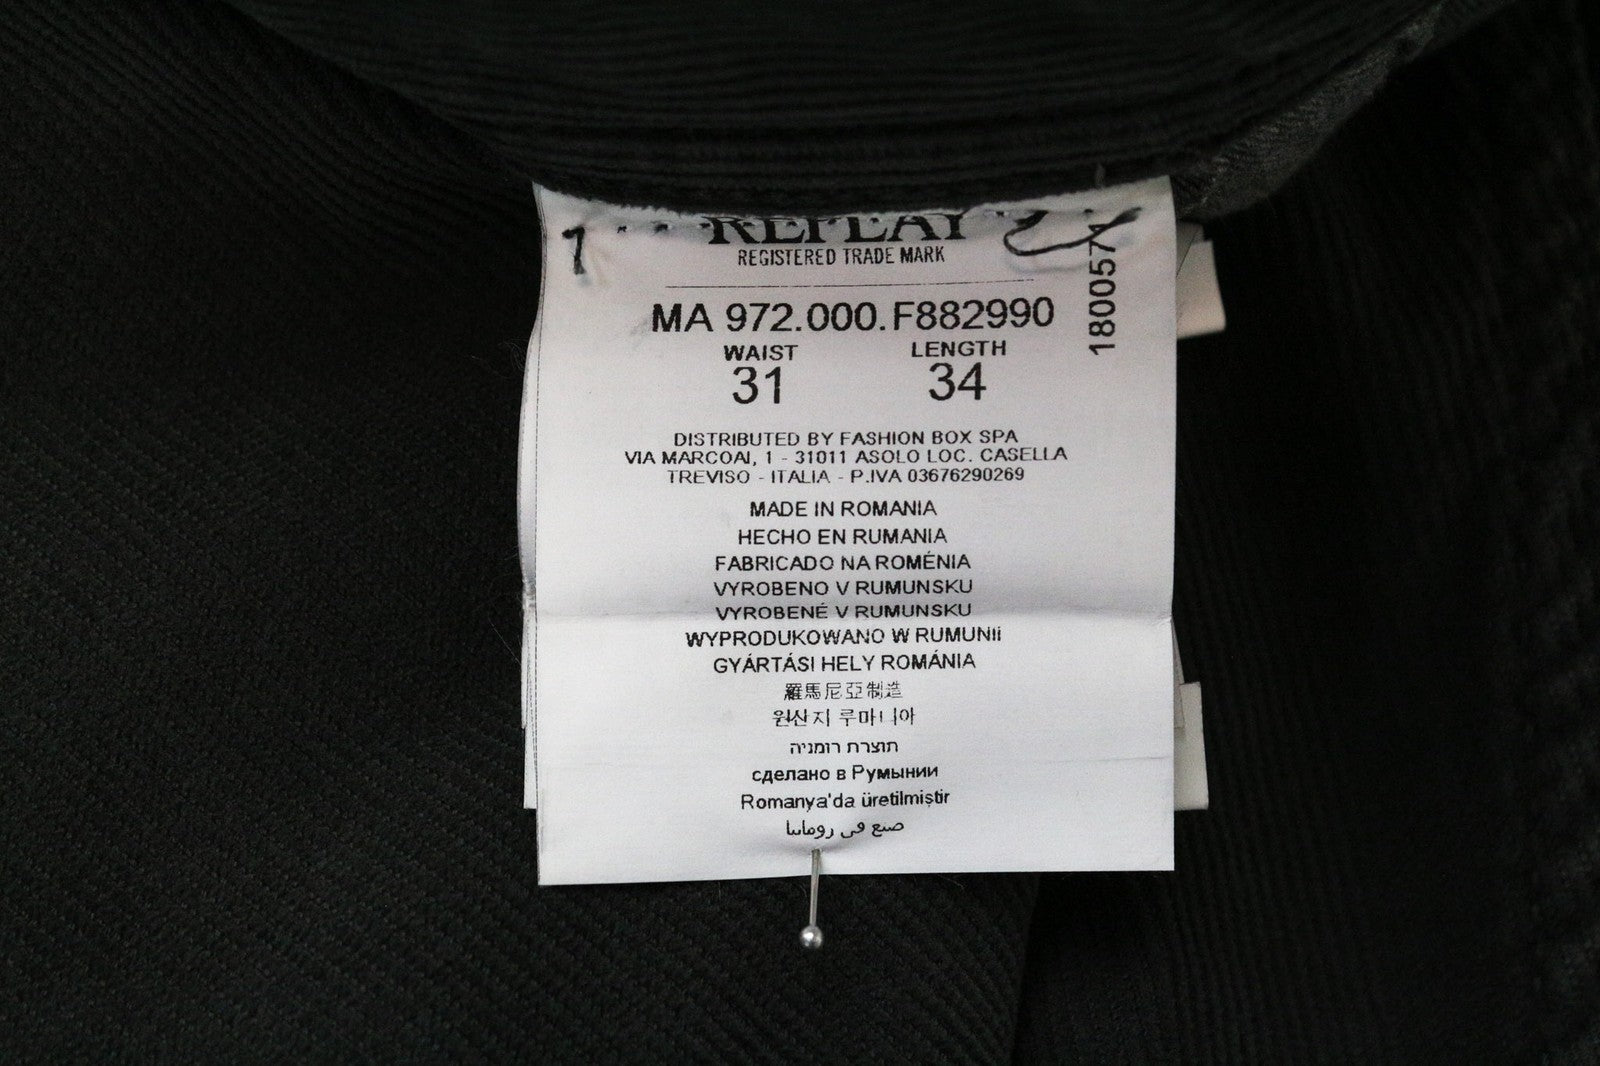 REPLAY
REGISTERED TRADE MARK
MA 972.000.F882990
1800571
WAIST LENGTH
31 34
DISTRIBUTED BY FASHION BOX SPA
VIA MARCOAI, 1 - 31011 ASOLO LOC. CASELLA
TREVISO - ITALIA - P.IVA 03676290269
MADE IN ROMANIA
HECHO EN RUMANIA
FABRICADO NA ROMÉNIA
VYROBENO V RUMUNSKU
VYROBENÉ V RUMUNSKU
WYPRODUKOWANO W RUMUNii
GYÁRTÁSI HELY ROMÁNIA
羅馬尼亞制造
원산지 루마니아
תוצרת רומניה
сделано в Румынии
Romanya'da üretilmiştir
صنع في رومانيا